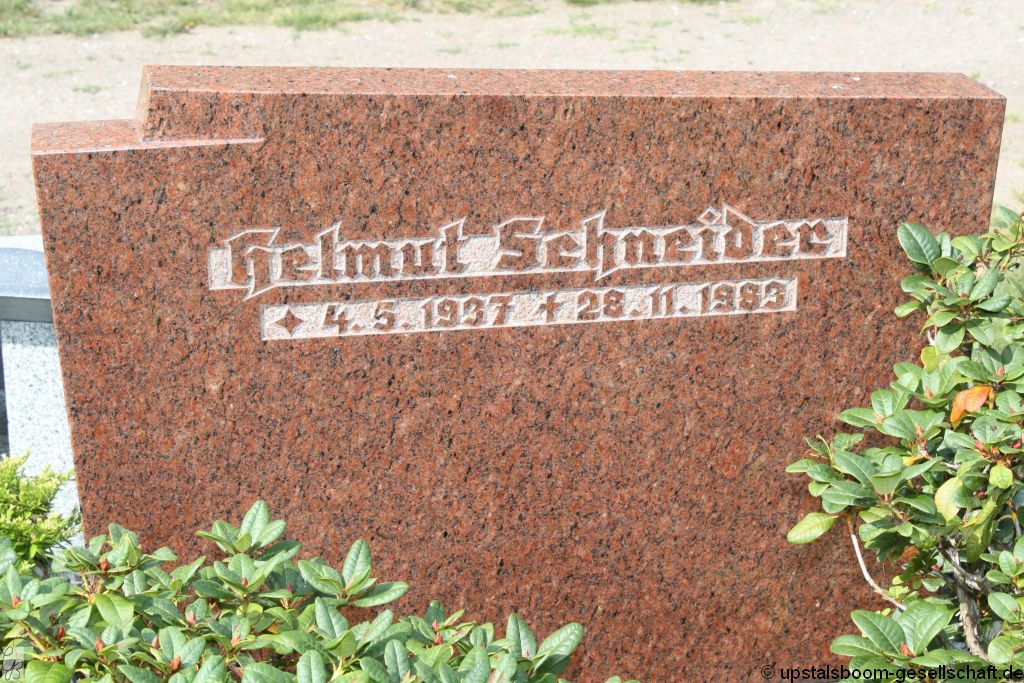 Helmut Schneider
✦ 4. 5. 1937 ✝ 28. 11. 1983
© upstalsboom-gesellschaft.de